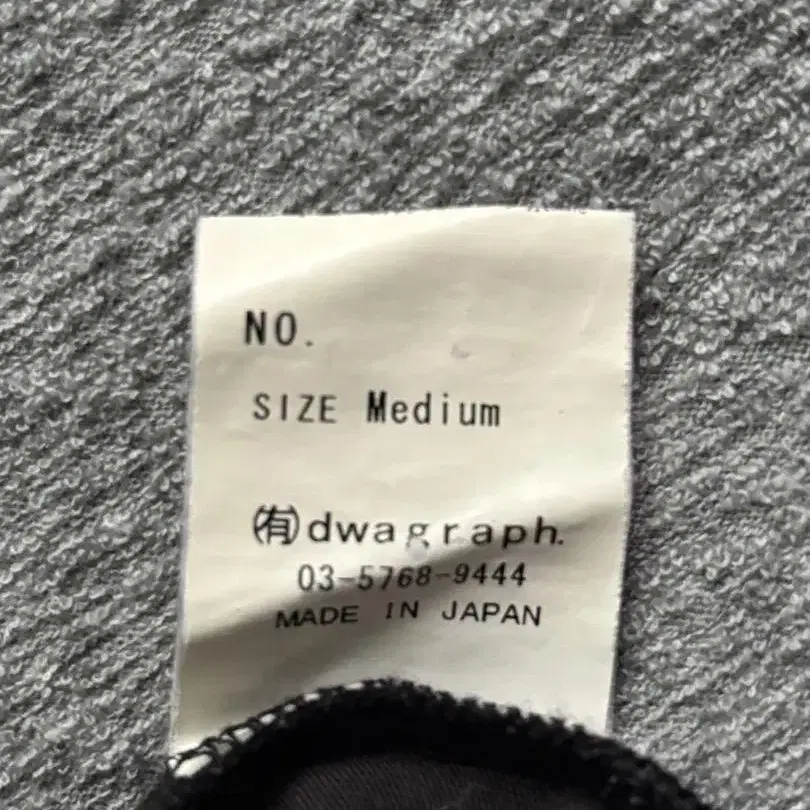 NO.
SIZE Medium
㈲dwagraph.
03-5768-9444
MADE IN JAPAN